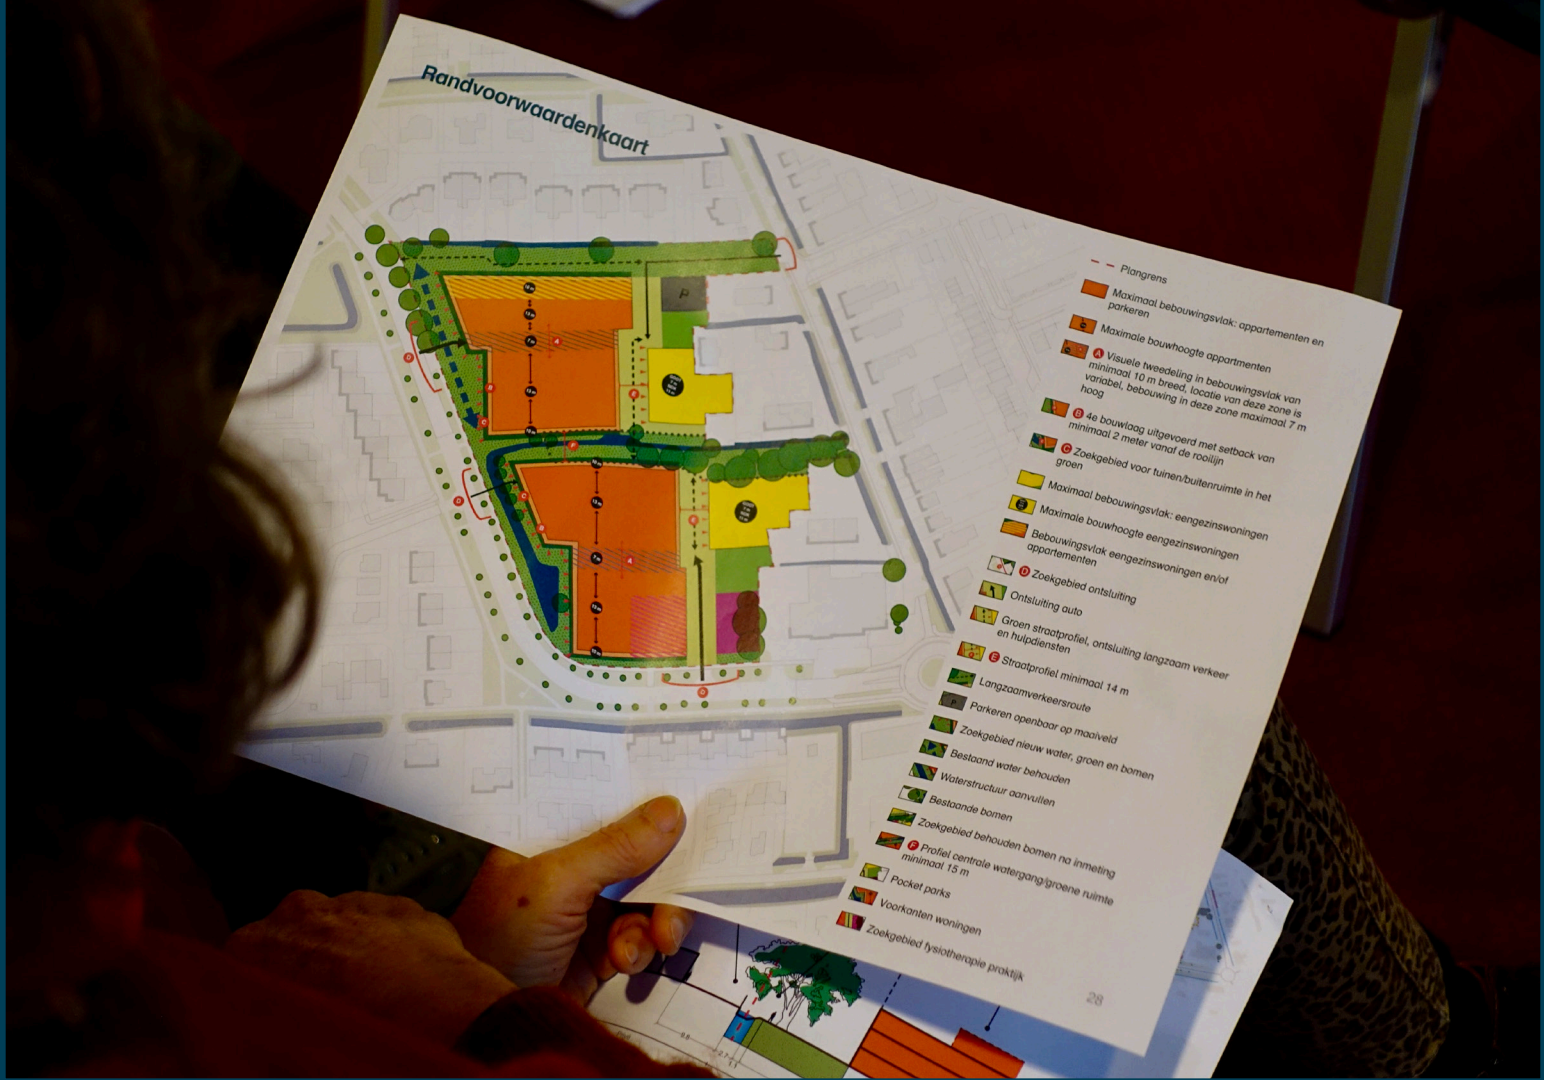 Randvoorwaardenkaart
Plangrens
Maximaal bebouwingsvlak: appartementen en
parkeren
Maximale bouwhoogte appartmenten
A Visuele tweedeling in bebouwingsvlak van
minimaal 10 m breed, locatie van deze zone is
variabel, bebouwing in deze zone maximaal 7 m
hoog
B 4e bouwlaag uitgevoerd met setback van
minimaal 2 meter vanaf de rooilijn
C Zoekgebied voor tuinen/buitenruimte in het
groen
Maximaal bebouwingsvlak: eengezinswoningen
Maximale bouwhoogte eengezinswoningen
Bebouwingsvlak eengezinswoningen en/of
appartementen
D Zoekgebied ontsluiting
Ontsluiting auto
Groen straatprofiel, ontsluiting langzaam verkeer
en hulpdiensten
E Straatprofiel minimaal 14 m
Langzaamverkeersroute
P Parkeren openbaar op maaiveld
Zoekgebied nieuw water, groen en bomen
Bestaand water behouden
Waterstructuur aanvullen
Bestaande bomen
Zoekgebied behouden bomen na inmeting
F Profiel centrale watergang/groene ruimte
minimaal 15 m
Pocket parks
Voorkanten woningen
Zoekgebied fysiotherapie praktijk
28
P